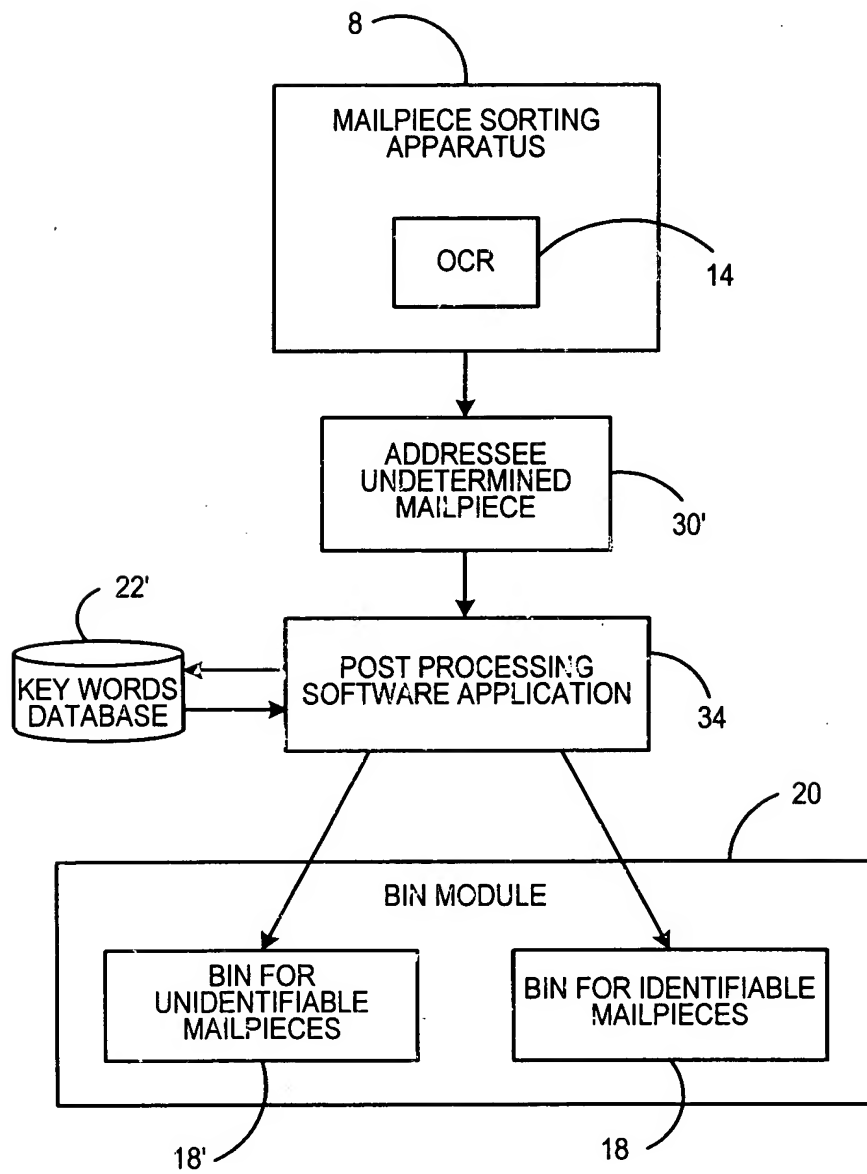 8
MAILPIECE SORTING
APPARATUS
OCR
14
ADDRESSEE
UNDETERMINED
MAILPIECE
30'
22'
KEY WORDS
DATABASE
POST PROCESSING
SOFTWARE APPLICATION
34
20
BIN MODULE
BIN FOR
UNIDENTIFIABLE
MAILPIECES
BIN FOR IDENTIFIABLE
MAILPIECES
18'
18